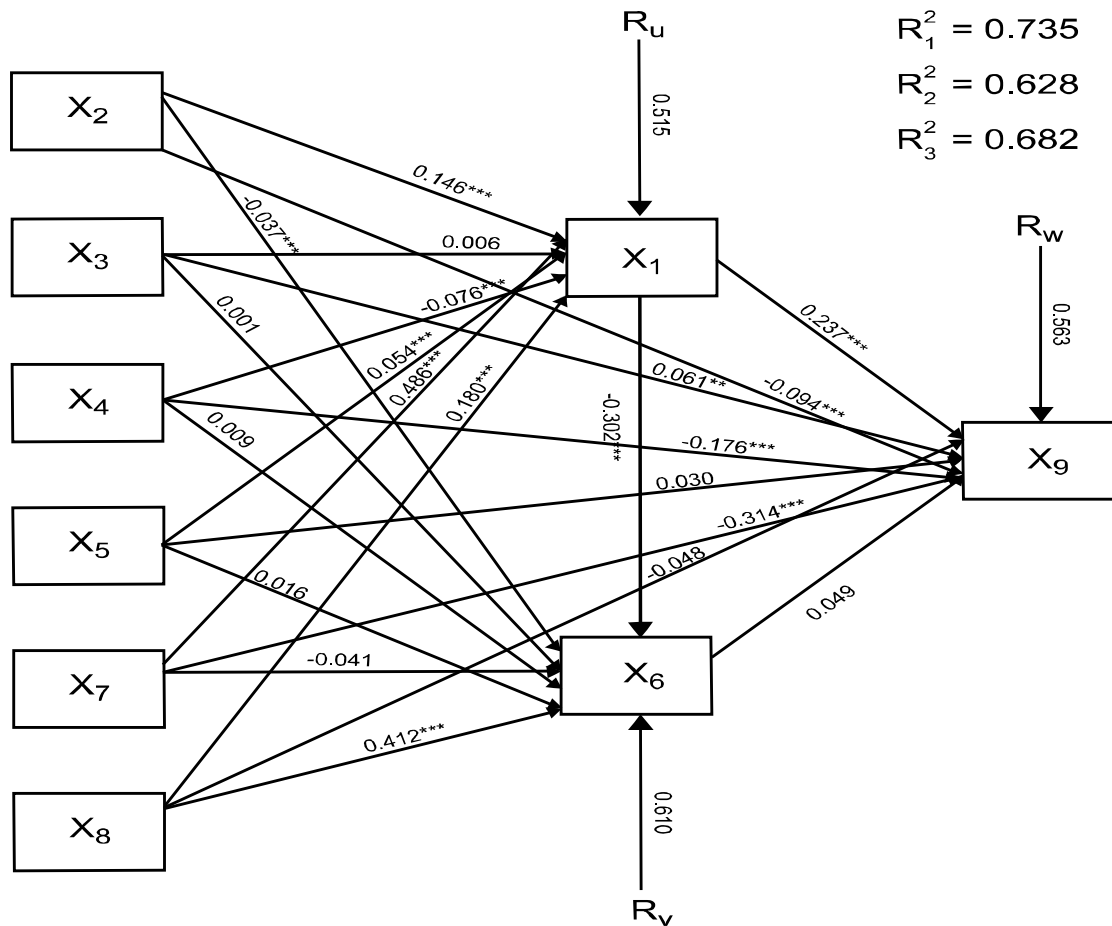 Rᵤ
R₁² = 0.735
R₂² = 0.628
R₃² = 0.682
X₂
0.515
0.146***
-0.037***
X₃
0.006
X₁
R_w
-0.076***
0.001
0.237***
0.563
0.054***
0.486***
0.180***
0.061**
-0.094***
X₄
0.009
-0.302***
-0.176***
X₉
0.030
X₅
-0.314***
-0.048
0.016
0.049
X₇
-0.041
X₆
0.412***
X₈
0.610
Rᵥ